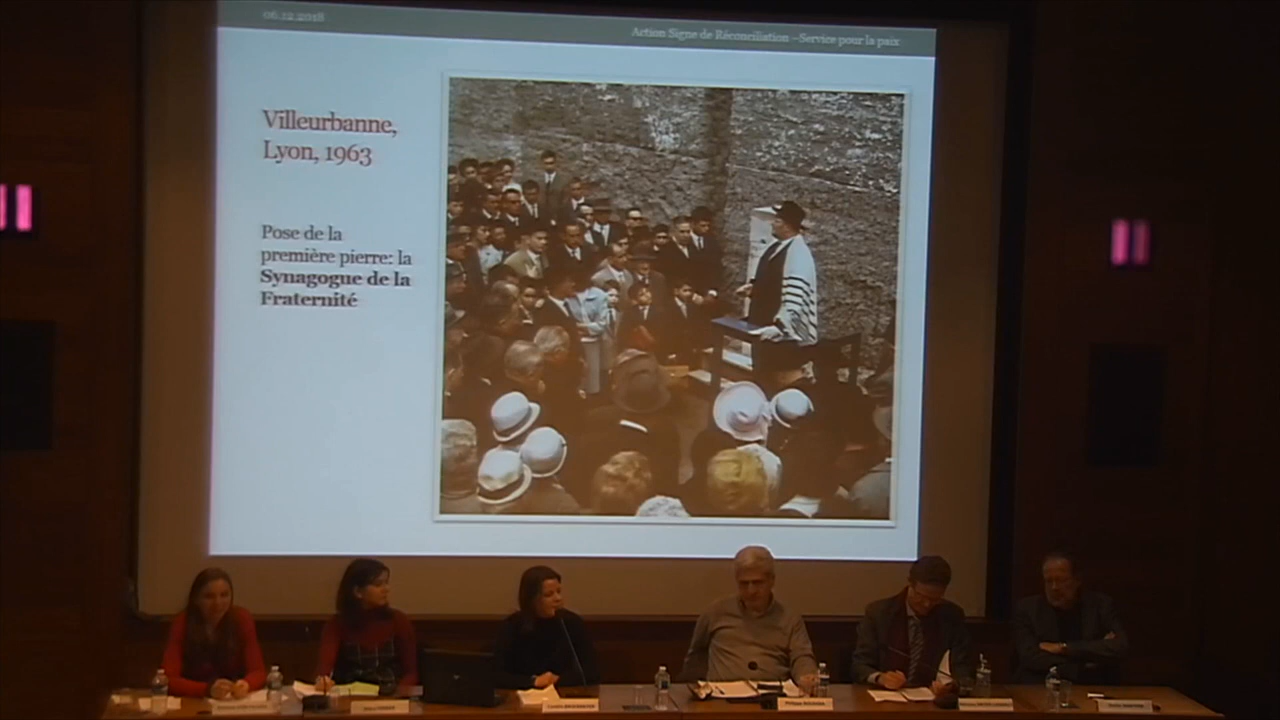 06.12.2018
Action Signe de Réconciliation –Service pour la paix
Villeurbanne,
Lyon, 1963
Pose de la
première pierre: la
Synagogue de la
Fraternité